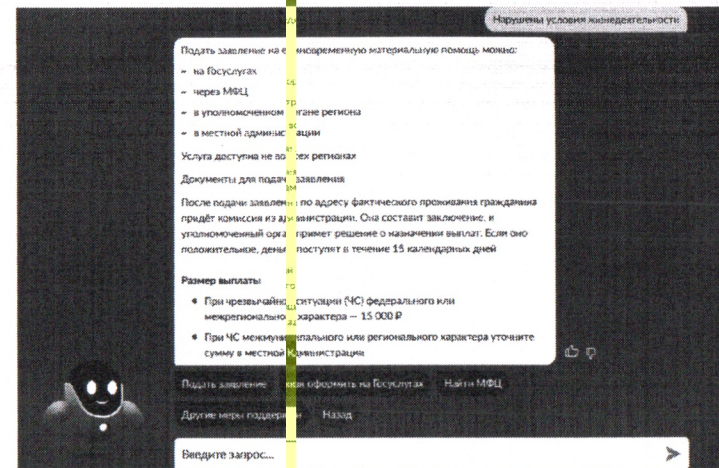 Нарушены условия жизнедеятельности
Подать заявление на единовременную материальную помощь можно:
– на Госуслугах
– через МФЦ
– в уполномоченном органе региона
– в местной администрации
Услуга доступна не во всех регионах
Документы для подачи заявления
После подачи заявления по адресу фактического проживания гражданина
придёт комиссия из администрации. Она составит заключение, и
уполномоченный орган примет решение о назначении выплат. Если оно
положительное, деньги поступят в течение 15 календарных дней
Размер выплаты:
• При чрезвычайной ситуации (ЧС) федерального или
межрегионального характера — 15 000 ₽
• При ЧС межмуниципального или регионального характера уточните
сумму в местной администрации
Подать заявление Как оформить на Госуслугах Найти МФЦ
Другие меры поддержки Назад
Введите запрос...